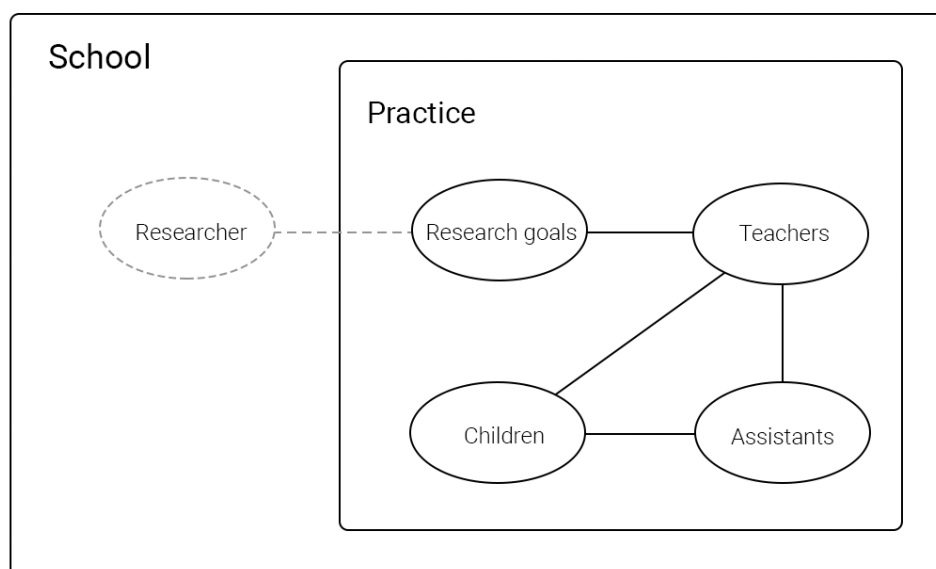 School
Practice
Researcher
Research goals
Teachers
Children
Assistants